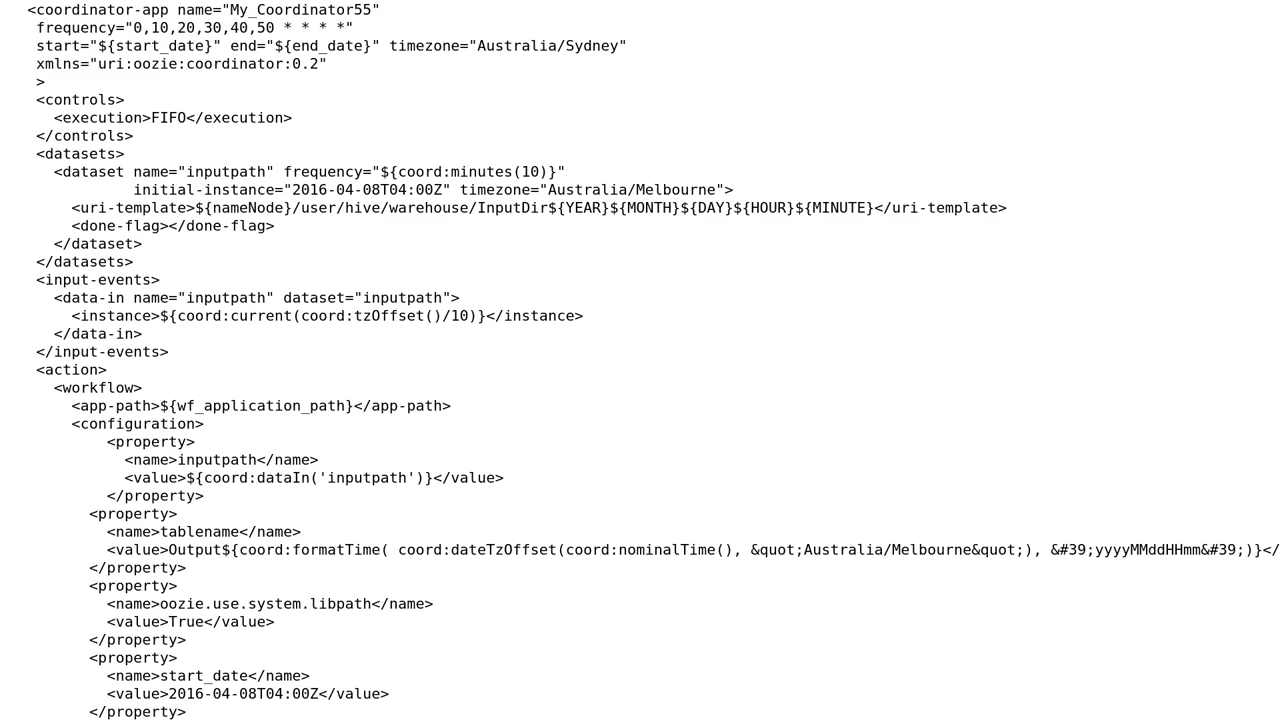 <coordinator-app name="My_Coordinator55"
frequency="0,10,20,30,40,50 * * * *"
start="${start_date}" end="${end_date}" timezone="Australia/Sydney"
xmlns="uri:oozie:coordinator:0.2"
>
<controls>
<execution>FIFO</execution>
</controls>
<datasets>
<dataset name="inputpath" frequency="${coord:minutes(10)}"
initial-instance="2016-04-08T04:00Z" timezone="Australia/Melbourne">
<uri-template>${nameNode}/user/hive/warehouse/InputDir${YEAR}${MONTH}${DAY}${HOUR}${MINUTE}</uri-template>
<done-flag></done-flag>
</dataset>
</datasets>
<input-events>
<data-in name="inputpath" dataset="inputpath">
<instance>${coord:current(coord:tzOffset()/10)}</instance>
</data-in>
</input-events>
<action>
<workflow>
<app-path>${wf_application_path}</app-path>
<configuration>
<property>
<name>inputpath</name>
<value>${coord:dataIn('inputpath')}</value>
</property>
<property>
<name>tablename</name>
<value>Output${coord:formatTime( coord:dateTzOffset(coord:nominalTime(), &quot;Australia/Melbourne&quot;), &#39;yyyyMMddHHmm&#39;)}</
</property>
<property>
<name>oozie.use.system.libpath</name>
<value>True</value>
</property>
<property>
<name>start_date</name>
<value>2016-04-08T04:00Z</value>
</property>